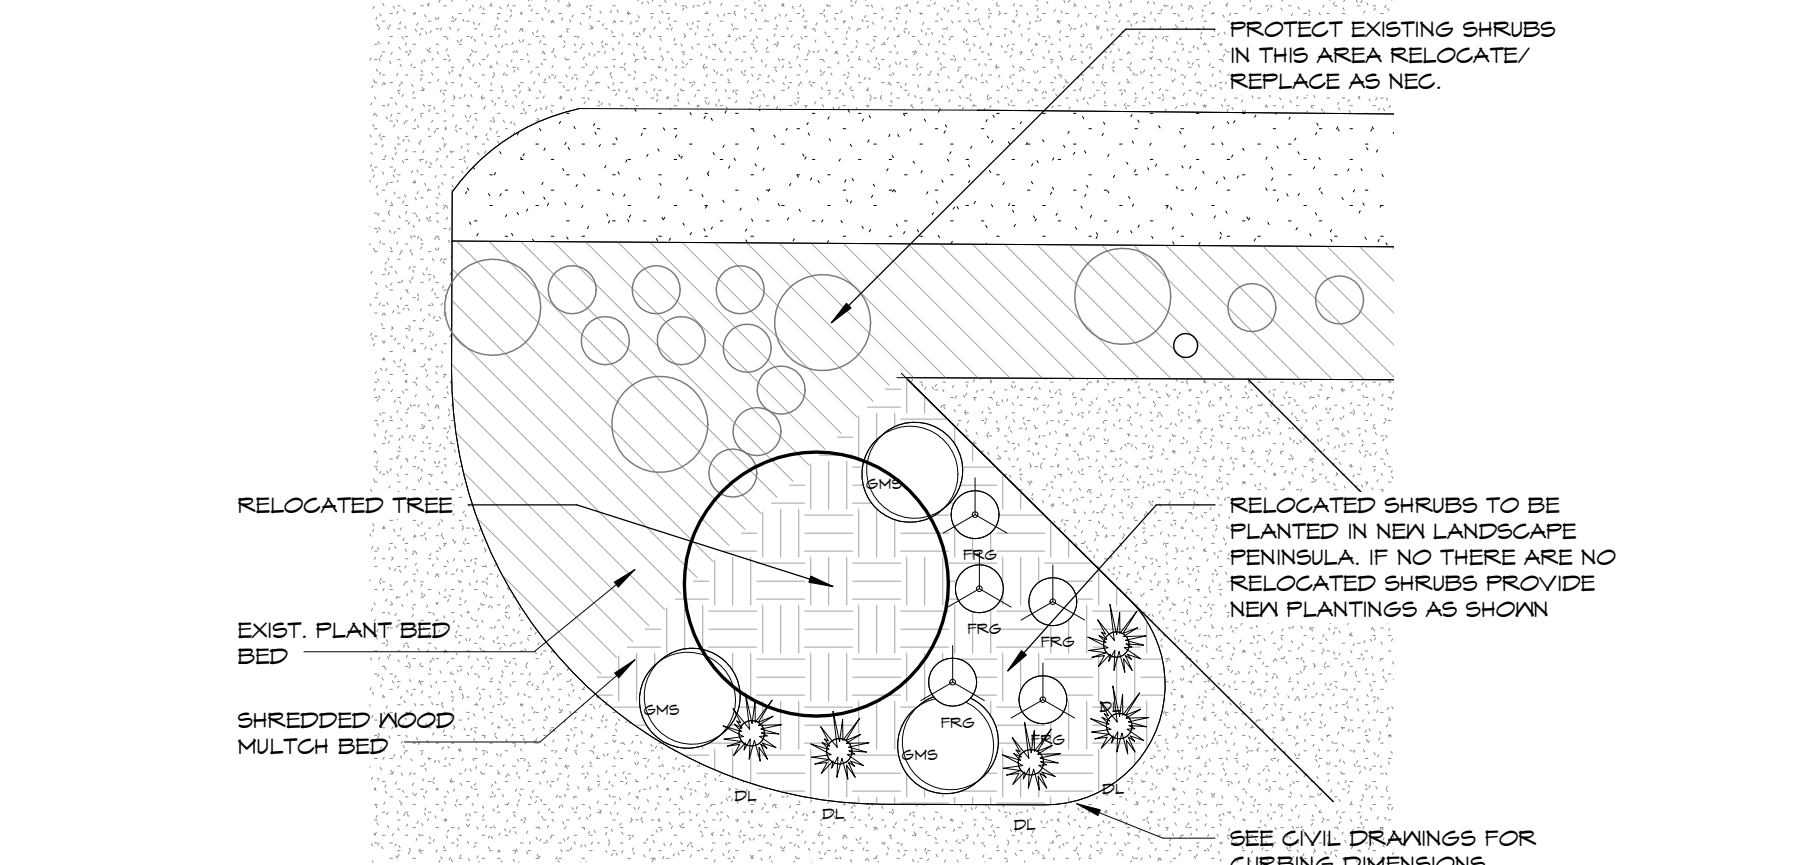 PROTECT EXISTING SHRUBS
IN THIS AREA RELOCATE/
REPLACE AS NEC.
RELOCATED TREE
EXIST. PLANT BED
BED
SHREDDED WOOD
MULTCH BED
RELOCATED SHRUBS TO BE
PLANTED IN NEW LANDSCAPE
PENINSULA. IF NO THERE ARE NO
RELOCATED SHRUBS PROVIDE
NEW PLANTINGS AS SHOWN
GMS
FRG
FRG
FRG
GMS
FRG
DL
FRG
GMS
DL
DL
DL
DL
SEE CIVIL DRAWINGS FOR
CURBING DIMENSIONS